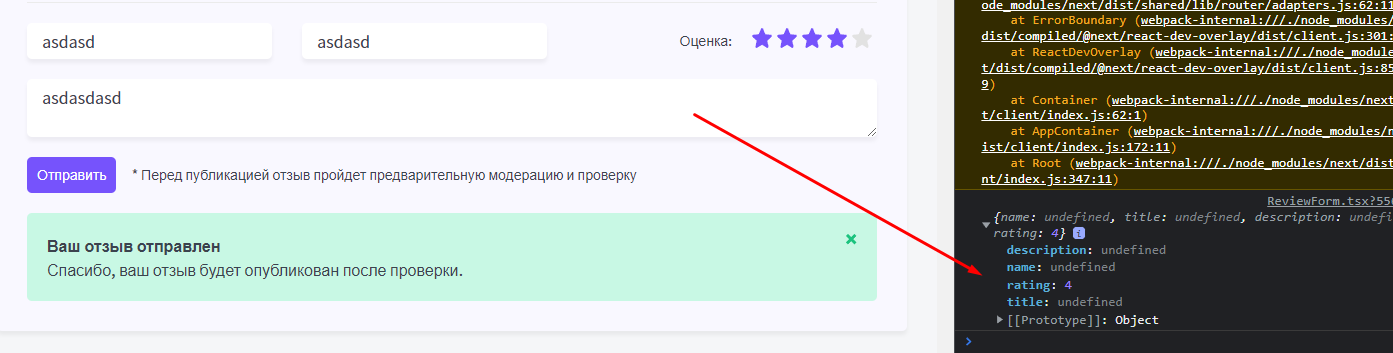 asdasd
asdasd
Оценка:
asdasdasd
Отправить
* Перед публикацией отзыв пройдет предварительную модерацию и проверку
Ваш отзыв отправлен
Спасибо, ваш отзыв будет опубликован после проверки.
ode_modules/next/dist/shared/lib/router/adapters.js:62:11
at ErrorBoundary (webpack-internal:///./node_modules/
dist/compiled/@next/react-dev-overlay/dist/client.js:301:
at ReactDevOverlay (webpack-internal:///./node_module
t/dist/compiled/@next/react-dev-overlay/dist/client.js:85
9)
at Container (webpack-internal:///./node_modules/nex
t/client/index.js:62:1)
at AppContainer (webpack-internal:///./node_modules/n
ist/client/index.js:172:11)
at Root (webpack-internal:///./node_modules/next/dist
nt/index.js:347:11)
ReviewForm.tsx?556
{name: undefined, title: undefined, description: undef
rating: 4} i
description: undefined
name: undefined
rating: 4
title: undefined
[[Prototype]]: Object